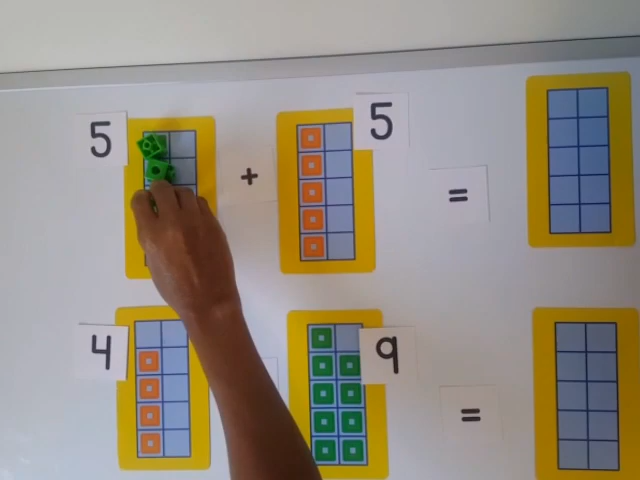 5 + 5 =
4 9 =